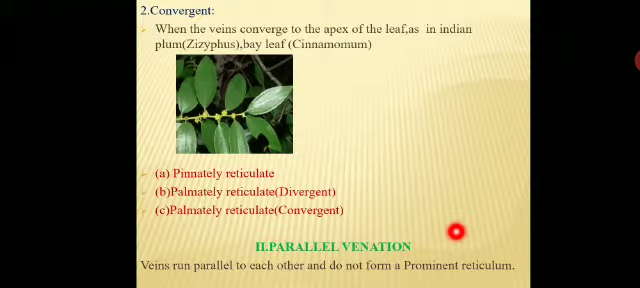 2.Convergent:
When the veins converge to the apex of the leaf,as in indian
plum(Zizyphus),bay leaf (Cinnamomum)
(a) Pinnately reticulate
(b)Palmately reticulate(Divergent)
(c)Palmately reticulate(Convergent)
II.PARALLEL VENATION
Veins run parallel to each other and do not form a Prominent reticulum.